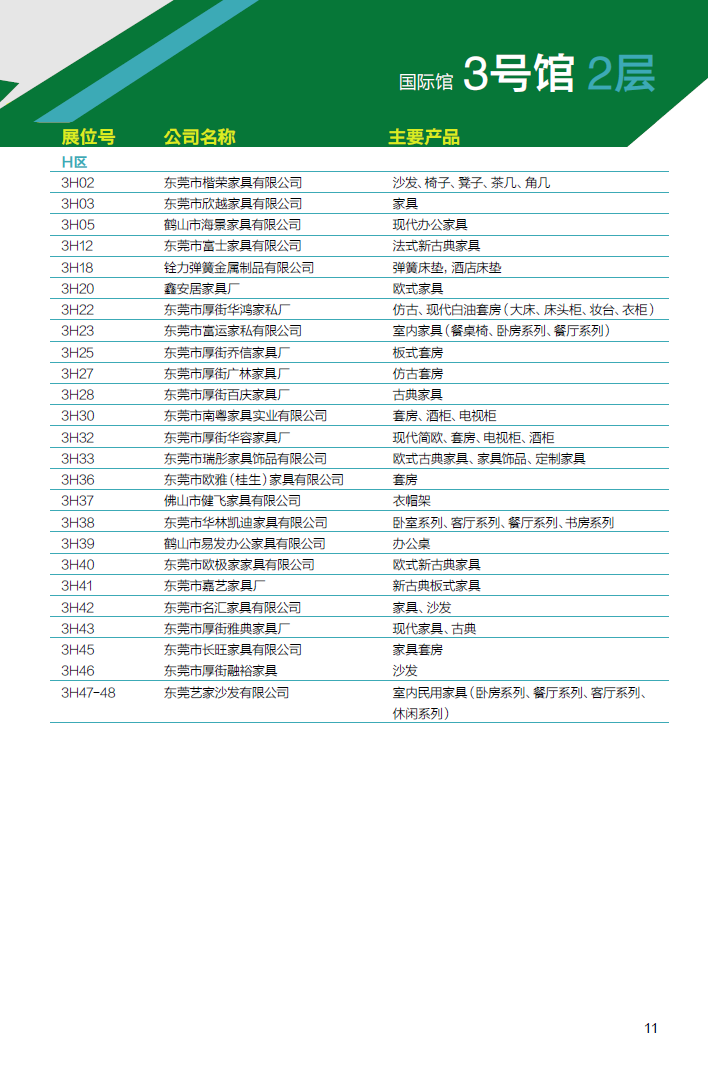 国际馆 3号馆 2层
展位号 公司名称 主要产品
H区
3H02 东莞市楷荣家具有限公司 沙发、椅子、凳子、茶几、角几
3H03 东莞市欣越家具有限公司 家具
3H05 鹤山市海景家具有限公司 现代办公家具
3H12 东莞市富士家具有限公司 法式新古典家具
3H18 铨力弹簧金属制品有限公司 弹簧床垫，酒店床垫
3H20 鑫安居家具厂 欧式家具
3H22 东莞市厚街华鸿家私厂 仿古、现代白油套房（大床、床头柜、妆台、衣柜）
3H23 东莞市富运家私有限公司 室内家具（餐桌椅、卧房系列、餐厅系列）
3H25 东莞市厚街乔信家具厂 板式套房
3H27 东莞市厚街广林家具厂 仿古套房
3H28 东莞市厚街百庆家具厂 古典家具
3H30 东莞市南粤家具实业有限公司 套房、酒柜、电视柜
3H32 东莞市厚街华容家具厂 现代简欧、套房、电视柜、酒柜
3H33 东莞市瑞彤家具饰品有限公司 欧式古典家具、家具饰品、定制家具
3H36 东莞市欧雅（桂生）家具有限公司 套房
3H37 佛山市健飞家具有限公司 衣帽架
3H38 东莞市华林凯迪家具有限公司 卧室系列、客厅系列、餐厅系列、书房系列
3H39 鹤山市易发办公家具有限公司 办公桌
3H40 东莞市欧极家家具有限公司 欧式新古典家具
3H41 东莞市嘉艺家具厂 新古典板式家具
3H42 东莞市名汇家具有限公司 家具、沙发
3H43 东莞市厚街雅典家具厂 现代家具、古典
3H45 东莞市长旺家具有限公司 家具套房
3H46 东莞市厚街融裕家具 沙发
3H47-48 东莞艺家沙发有限公司 室内民用家具（卧房系列、餐厅系列、客厅系列、
休闲系列）
11